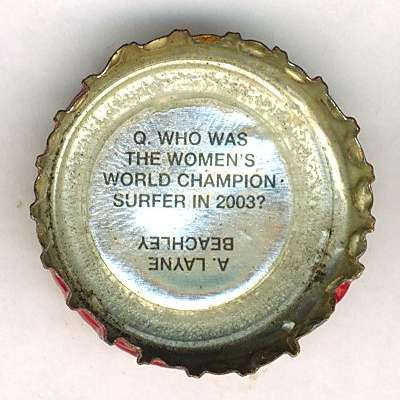 Q. WHO WAS
THE WOMEN'S
WORLD CHAMPION
SURFER IN 2003?
A. LAYNE
BEACHLEY